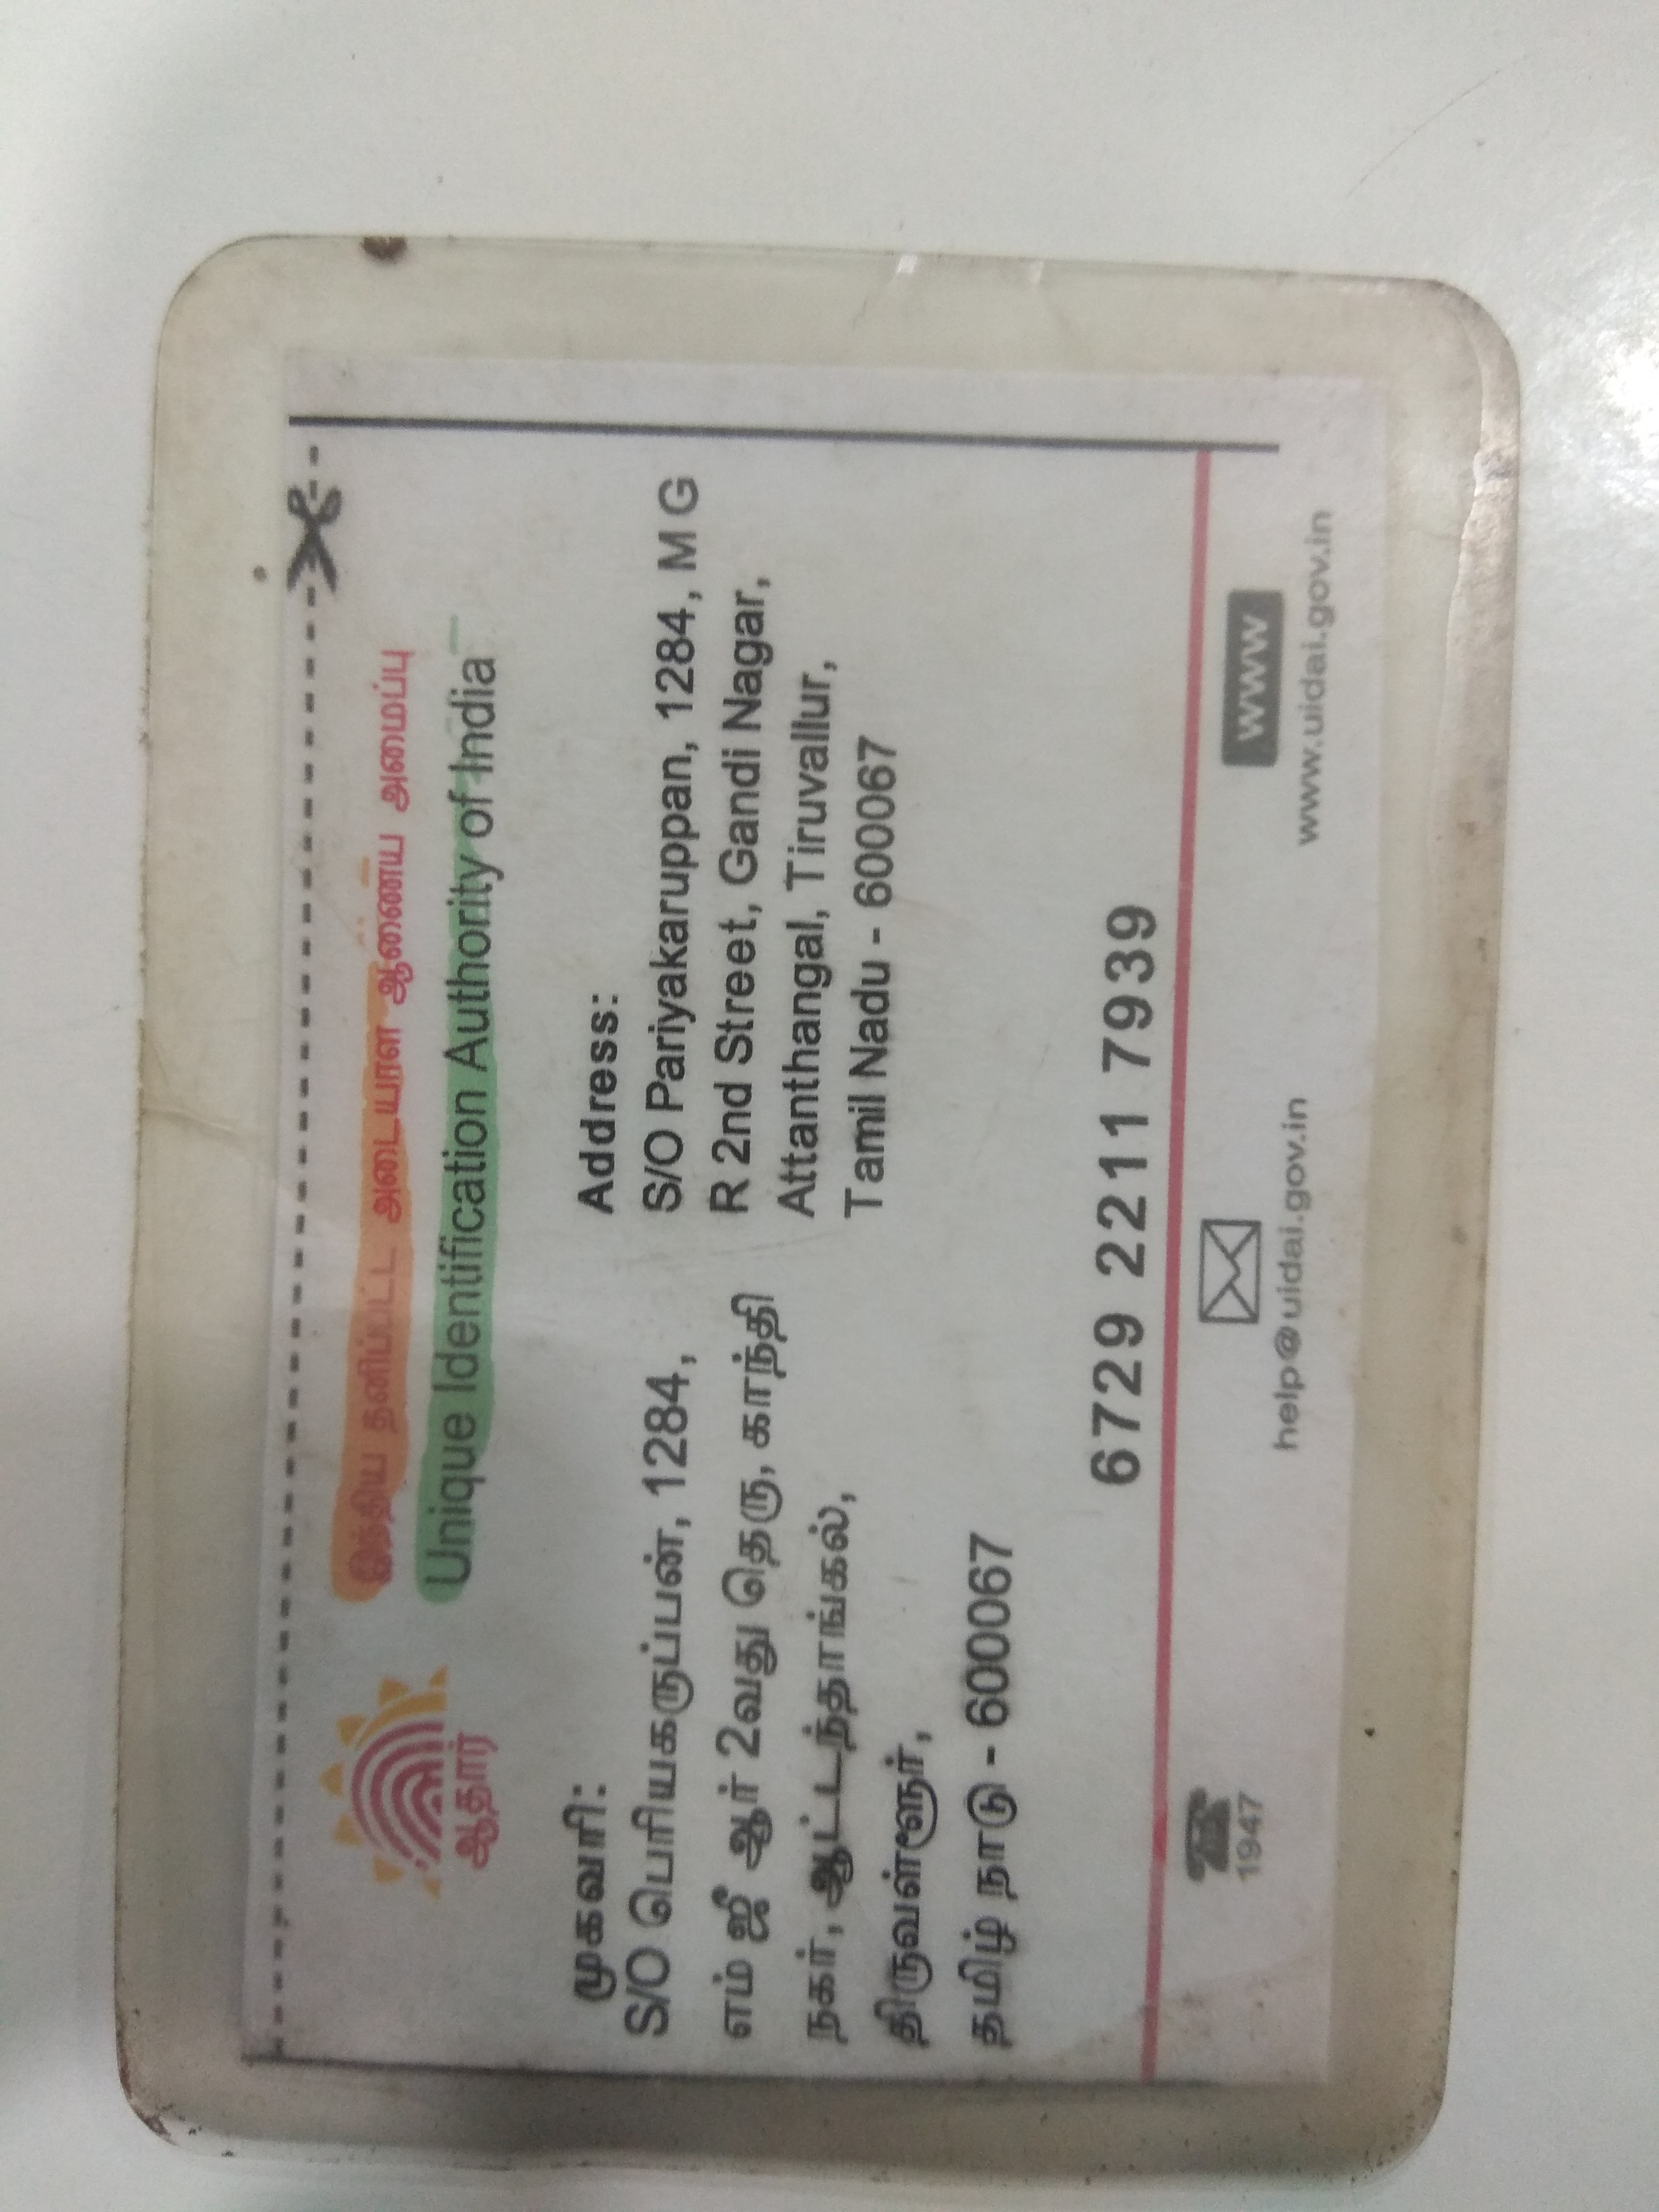 ஆதார்
இந்திய தனிப்பட்ட அடையாள ஆணைய அமைப்பு
Unique Identification Authority of India
முகவரி:
S/O பெரியகருப்பன், 1284,
எம் ஜீ ஆர் 2வது தெரு, காந்தி
நகர், ஆட்டந்தாங்கல்,
திருவள்ளூர்,
தமிழ் நாடு - 600067
Address:
S/O Pariyakaruppan, 1284, M G
R 2nd Street, Gandi Nagar,
Attanthangal, Tiruvallur,
Tamil Nadu - 600067
6729 2211 7939
1947
help@uidai.gov.in
www
www.uidai.gov.in